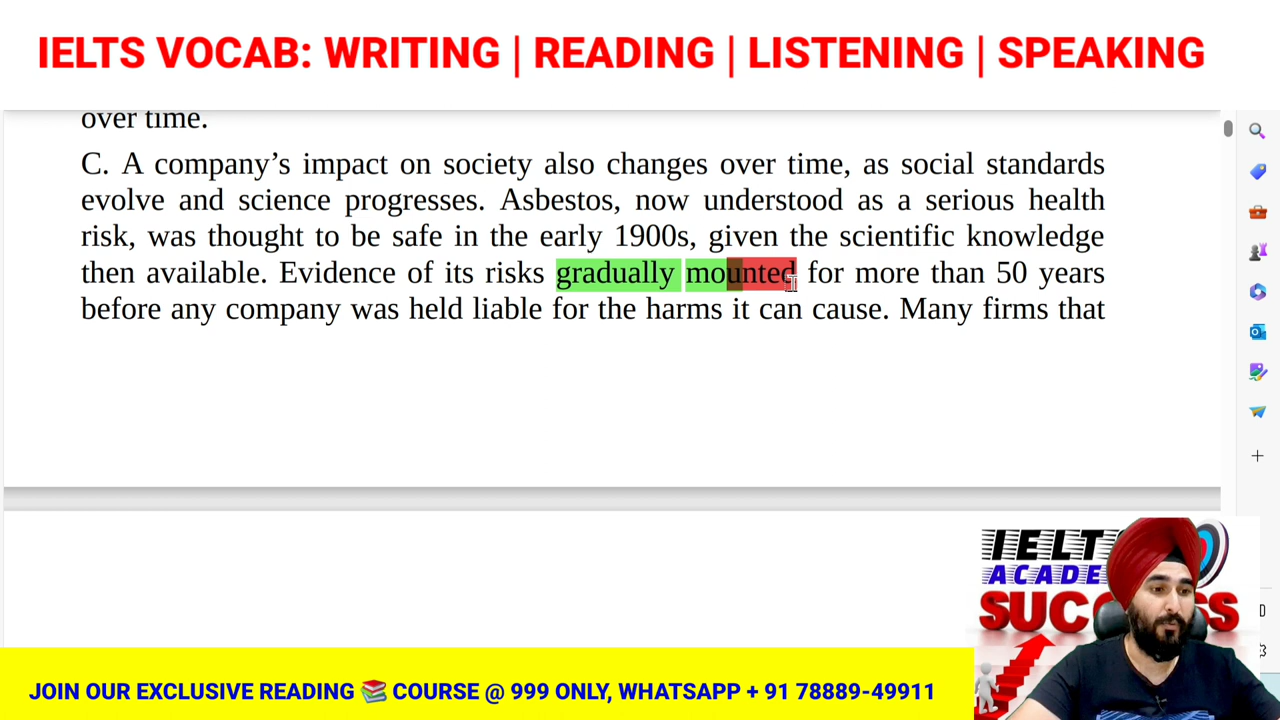 IELTS VOCAB: WRITING | READING | LISTENING | SPEAKING
over time.
C. A company’s impact on society also changes over time, as social standards
evolve and science progresses. Asbestos, now understood as a serious health
risk, was thought to be safe in the early 1900s, given the scientific knowledge
then available. Evidence of its risks gradually mounted for more than 50 years
before any company was held liable for the harms it can cause. Many firms that
IELT
ACADE
SUC SS
JOIN OUR EXCLUSIVE READING 📚 COURSE @ 999 ONLY, WHATSAPP + 91 78889-49911